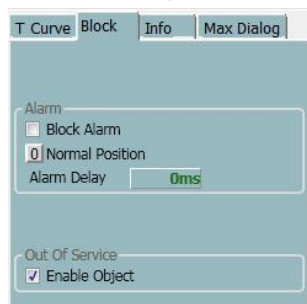 T Curve Block Info Max Dialog
Alarm
Block Alarm
0 Normal Position
Alarm Delay 0ms
Out Of Service
Enable Object